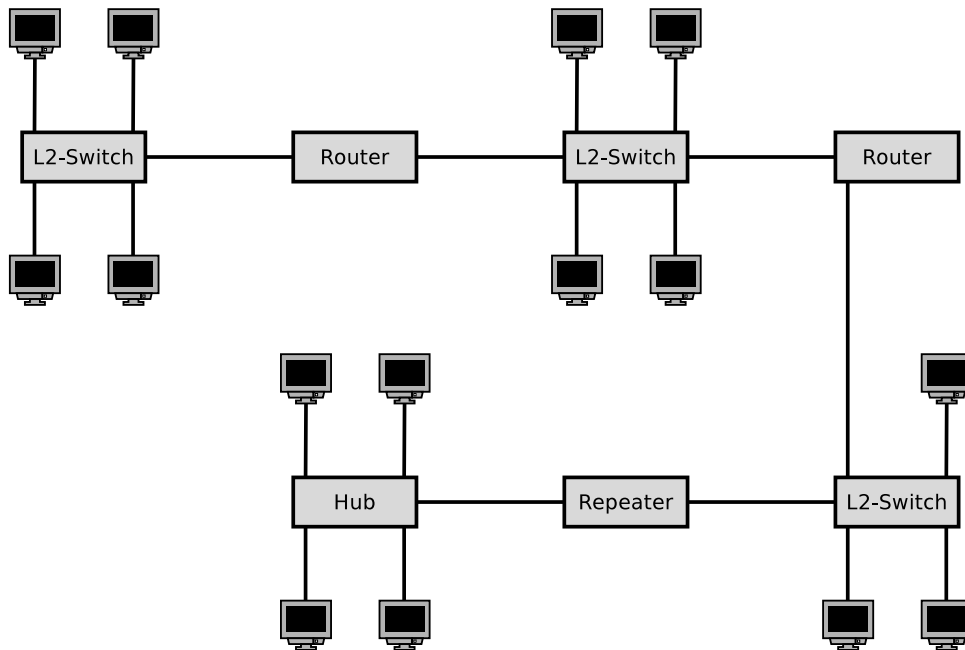 L2-Switch
Router
L2-Switch
Router
Hub
Repeater
L2-Switch